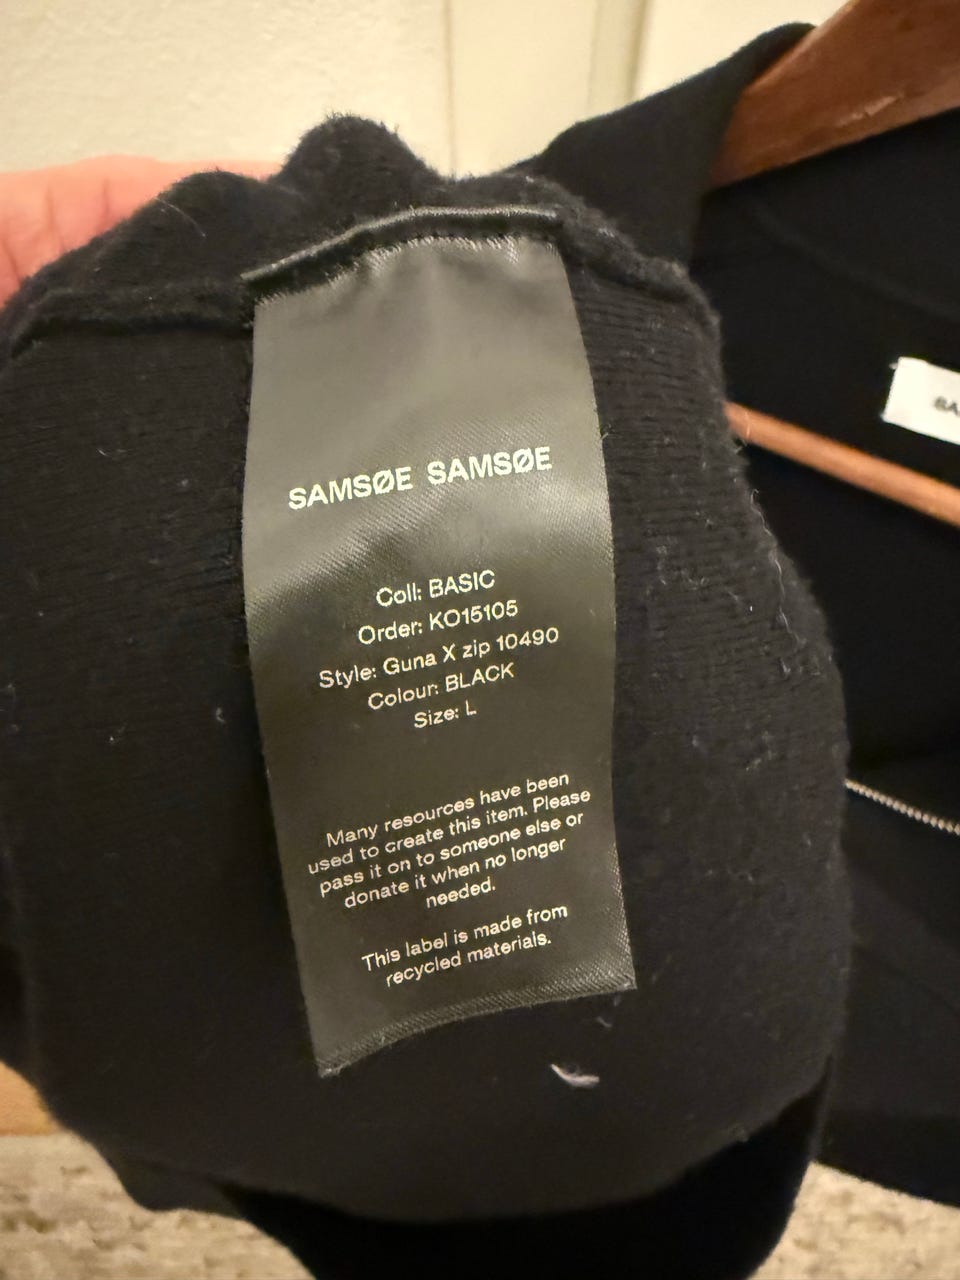 SAMSØE SAMSØE
Coll: BASIC
Order: KO15105
Style: Guna X zip 10490
Colour: BLACK
Size: L
Many resources have been
used to create this item. Please
pass it on to someone else or
donate it when no longer
needed.
This label is made from
recycled materials.